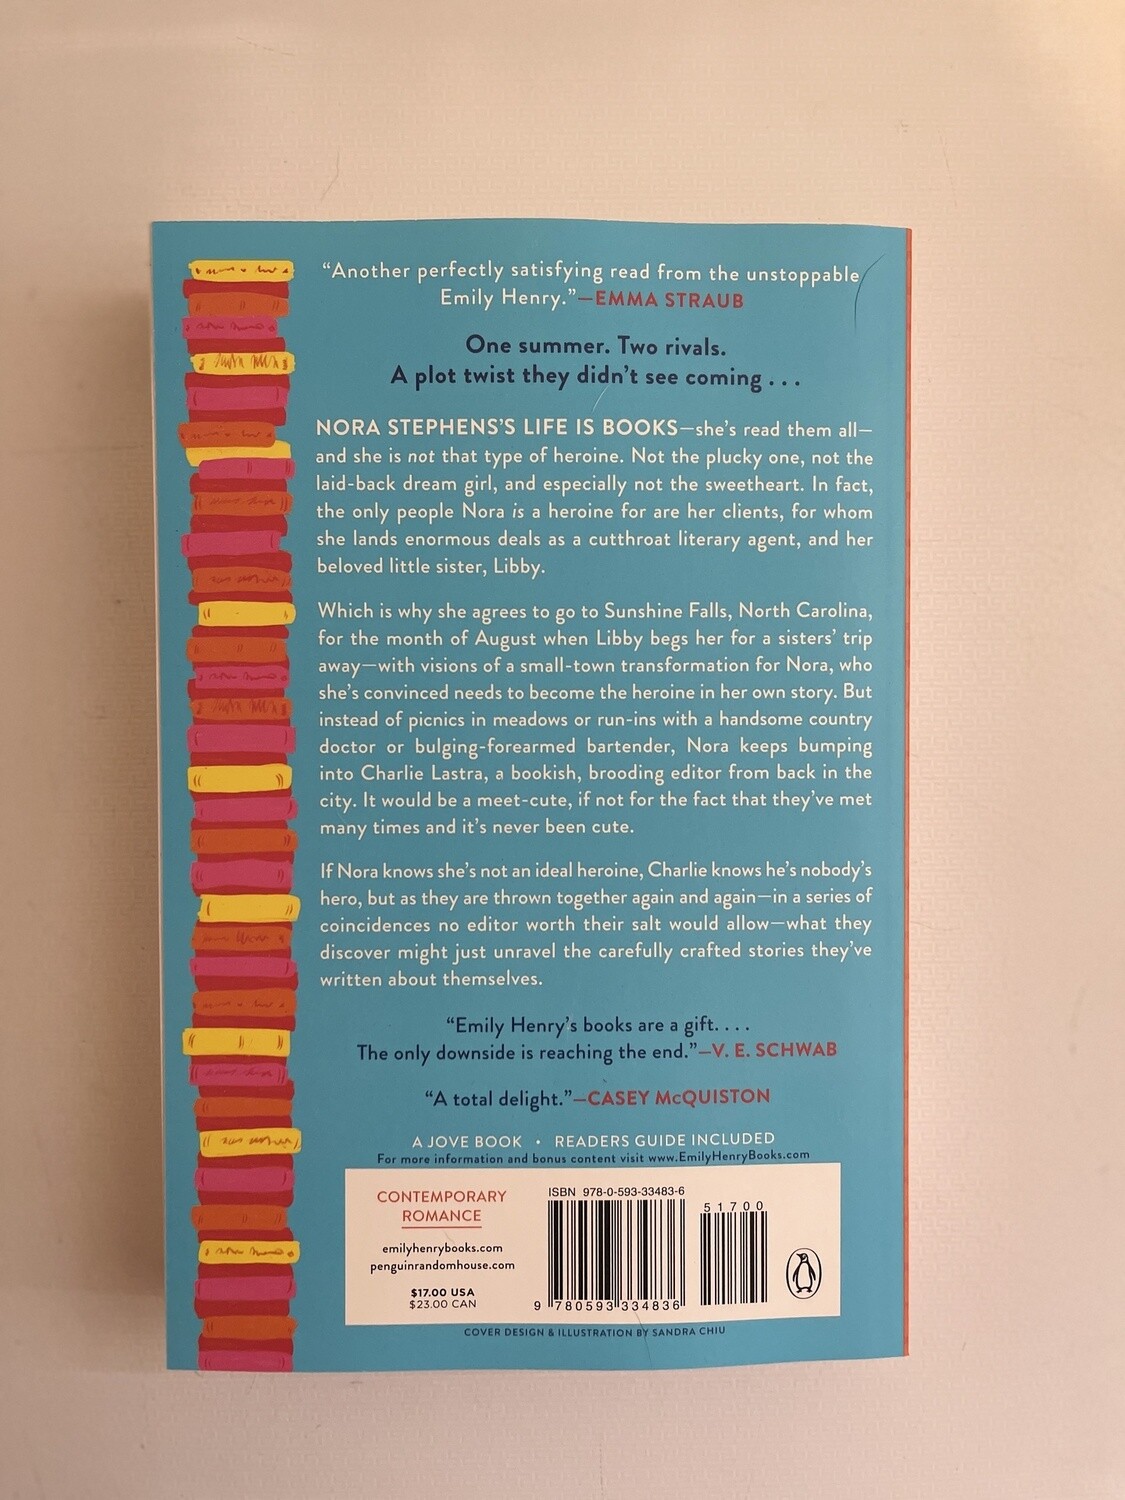 “Another perfectly satisfying read from the unstoppable
Emily Henry.”—EMMA STRAUB
One summer. Two rivals.
A plot twist they didn’t see coming . . .
NORA STEPHENS’S LIFE IS BOOKS—she’s read them all—
and she is not that type of heroine. Not the plucky one, not the
laid-back dream girl, and especially not the sweetheart. In fact,
the only people Nora is a heroine for are her clients, for whom
she lands enormous deals as a cutthroat literary agent, and her
beloved little sister, Libby.
Which is why she agrees to go to Sunshine Falls, North Carolina,
for the month of August when Libby begs her for a sisters’ trip
away—with visions of a small-town transformation for Nora, who
she’s convinced needs to become the heroine in her own story. But
instead of picnics in meadows or run-ins with a handsome country
doctor or bulging-forearmed bartender, Nora keeps bumping
into Charlie Lastra, a bookish, brooding editor from back in the
city. It would be a meet-cute, if not for the fact that they’ve met
many times and it’s never been cute.
If Nora knows she’s not an ideal heroine, Charlie knows he’s nobody’s
hero, but as they are thrown together again and again—in a series of
coincidences no editor worth their salt would allow—what they
discover might just unravel the carefully crafted stories they’ve
written about themselves.
“Emily Henry’s books are a gift. . . .
The only downside is reaching the end.”—V. E. SCHWAB
“A total delight.”—CASEY McQUISTON
A JOVE BOOK • READERS GUIDE INCLUDED
For more information and bonus content visit www.EmilyHenryBooks.com
CONTEMPORARY
ROMANCE
emilyhenrybooks.com
penguinrandomhouse.com
$17.00 USA
$23.00 CAN
ISBN 978-0-593-33483-6
51700
9 780593 334836
COVER DESIGN & ILLUSTRATION BY SANDRA CHIU